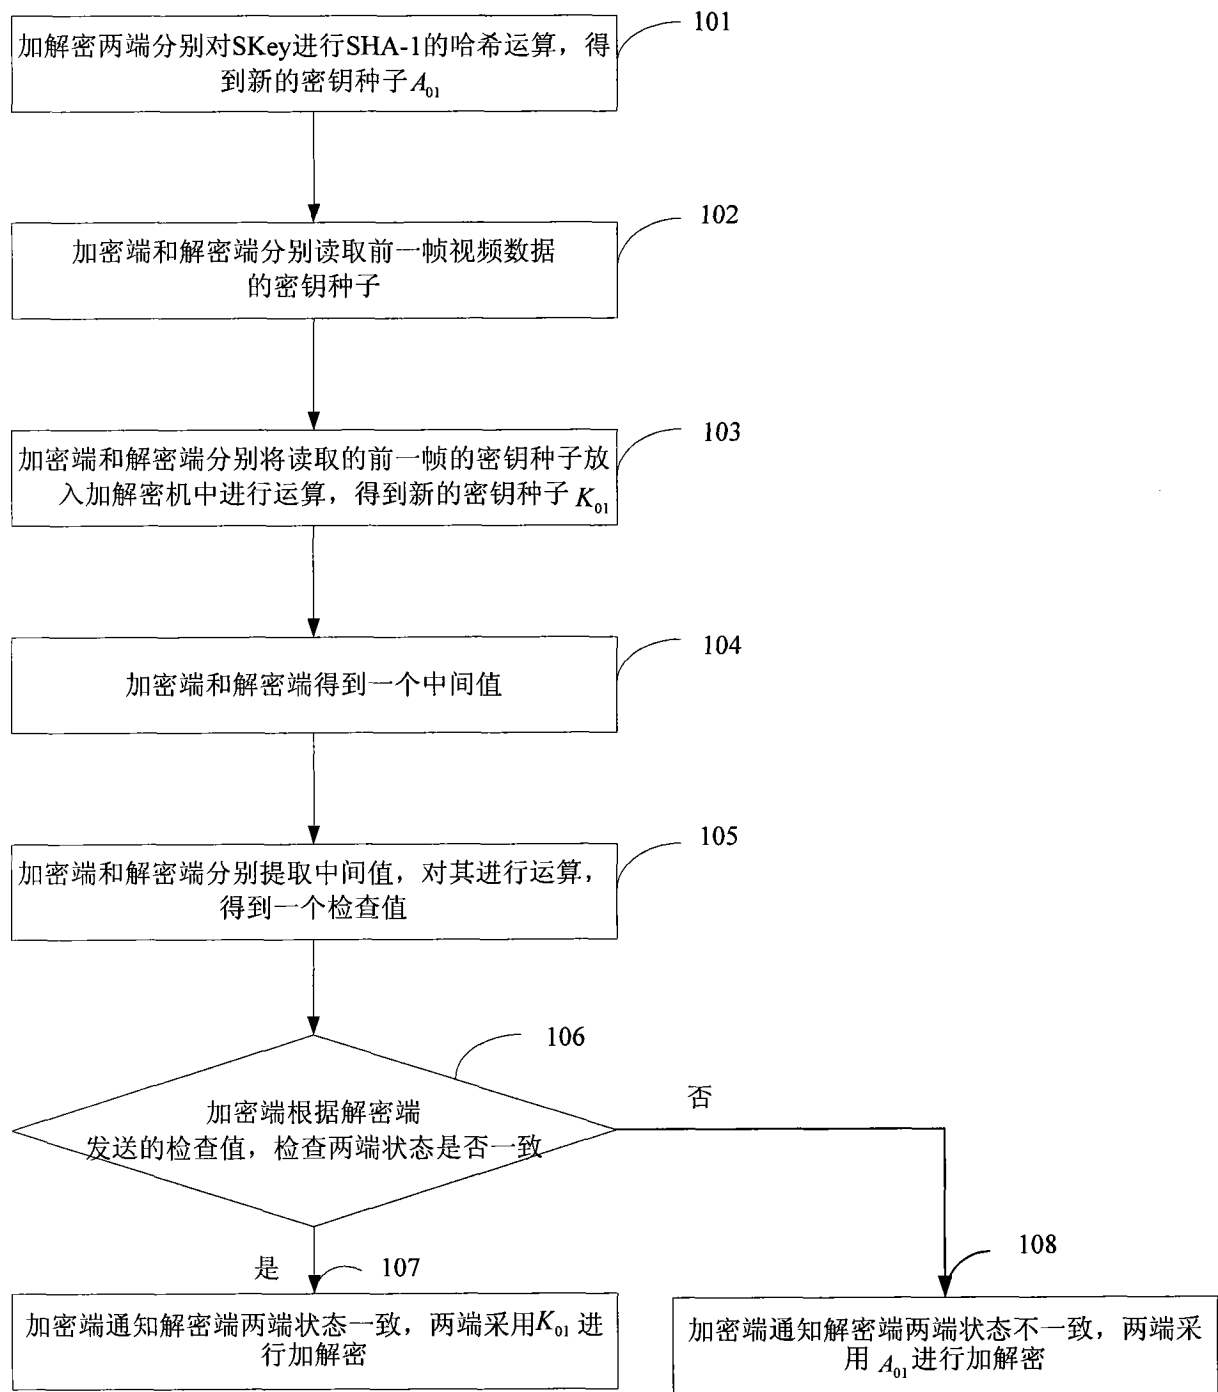 101
加解密两端分别对SKey进行SHA-1的哈希运算，得
到新的密钥种子A01
102
加密端和解密端分别读取前一帧视频数据
的密钥种子
103
加密端和解密端分别将读取的前一帧的密钥种子放
入加解密机中进行运算，得到新的密钥种子K01
104
加密端和解密端得到一个中间值
105
加密端和解密端分别提取中间值，对其进行运算，
得到一个检查值
106
加密端根据解密端
发送的检查值，检查两端状态是否一致
否
是
107
108
加密端通知解密端两端状态一致，两端采用K01进
行加解密
加密端通知解密端两端状态不一致，两端采
用 A01进行加解密